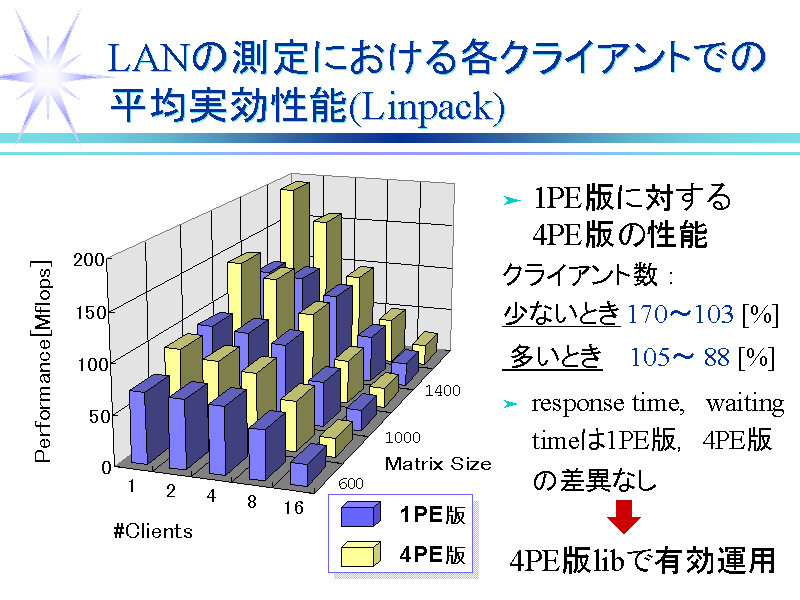 LANの測定における各クライアントでの
平均実効性能(Linpack)
200
150
100
50
0
Performance[Mflops]
1 2 4 8 16
#Clients
600
1000
1400
Matrix Size
1PE版
4PE版
➢ 1PE版に対する
4PE版の性能
クライアント数：
少ないとき 170～103 [%]
多いとき 105～ 88 [%]
➢ response time, waiting
timeは1PE版, 4PE版
の差異なし
4PE版libで有効運用